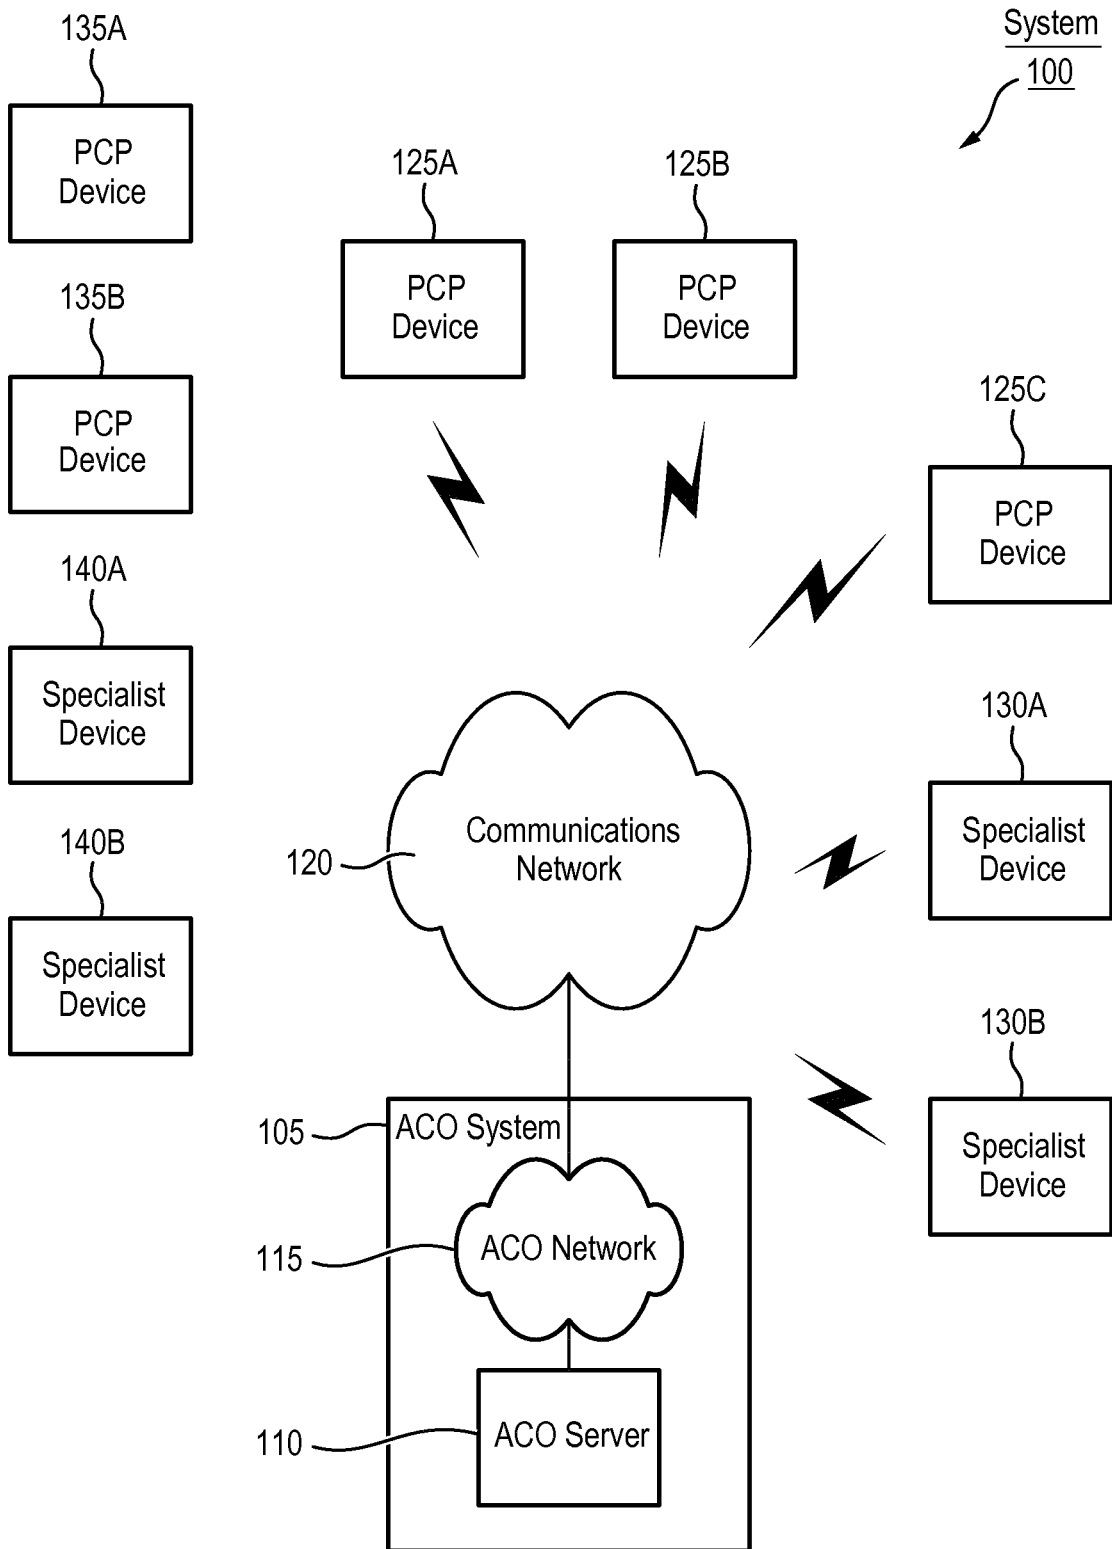 System
100
135A
PCP
Device
125A
PCP
Device
125B
PCP
Device
135B
PCP
Device
125C
PCP
Device
140A
Specialist
Device
130A
Specialist
Device
120
Communications
Network
140B
Specialist
Device
130B
Specialist
Device
105
ACO System
115
ACO Network
110
ACO Server